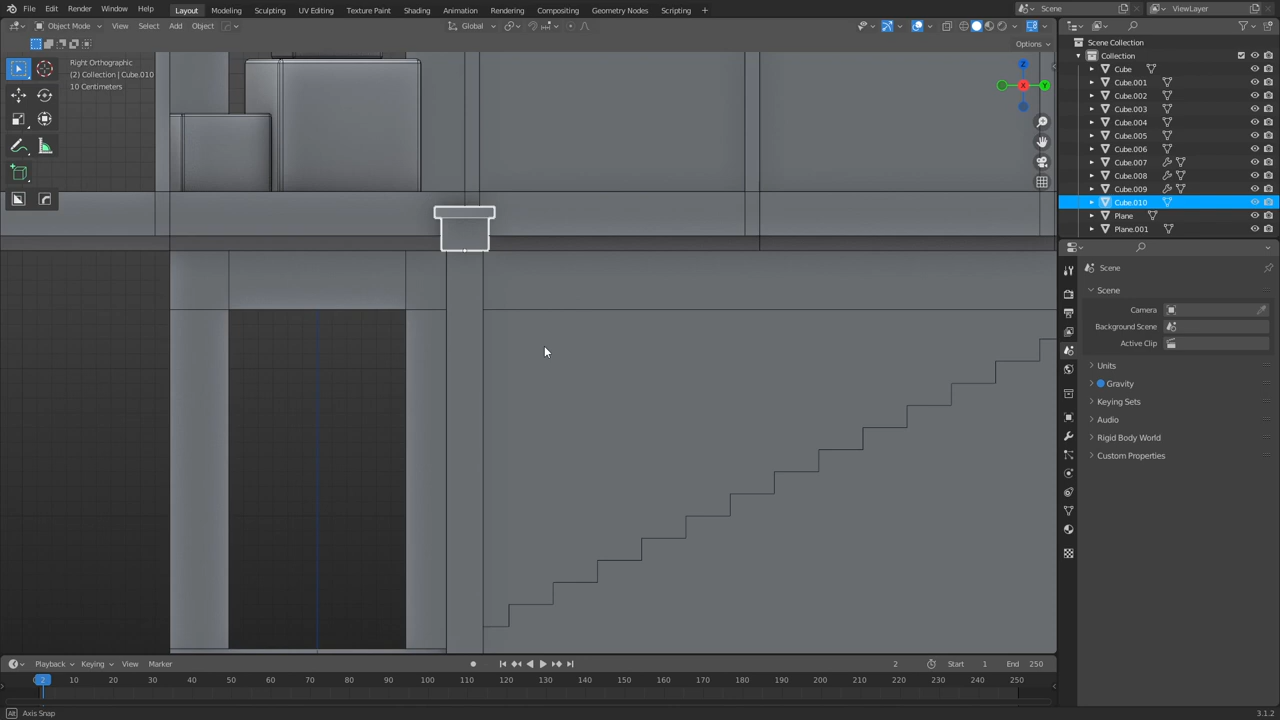 File Edit Render Window Help Layout Modeling Sculpting UV Editing Texture Paint Shading Animation Rendering Compositing Geometry Nodes Scripting Scene ViewLayer
Object Mode View Select Add Object Global
Options
Right Orthographic
(2) Collection | Cube.010
10 Centimeters
Z
X
Y
Scene Collection
Collection
Cube
Cube.001
Cube.002
Cube.003
Cube.004
Cube.005
Cube.006
Cube.007
Cube.008
Cube.009
Cube.010
Plane
Plane.001
Scene
Scene
Camera
Background Scene
Active Clip
Units
Gravity
Keying Sets
Audio
Rigid Body World
Custom Properties
Playback Keying View Marker 2 Start 1 End 250
2 10 20 30 40 50 60 70 80 90 100 110 120 130 140 150 160 170 180 190 200 210 220 230 240 250
Alt Axis Snap 3.1.2